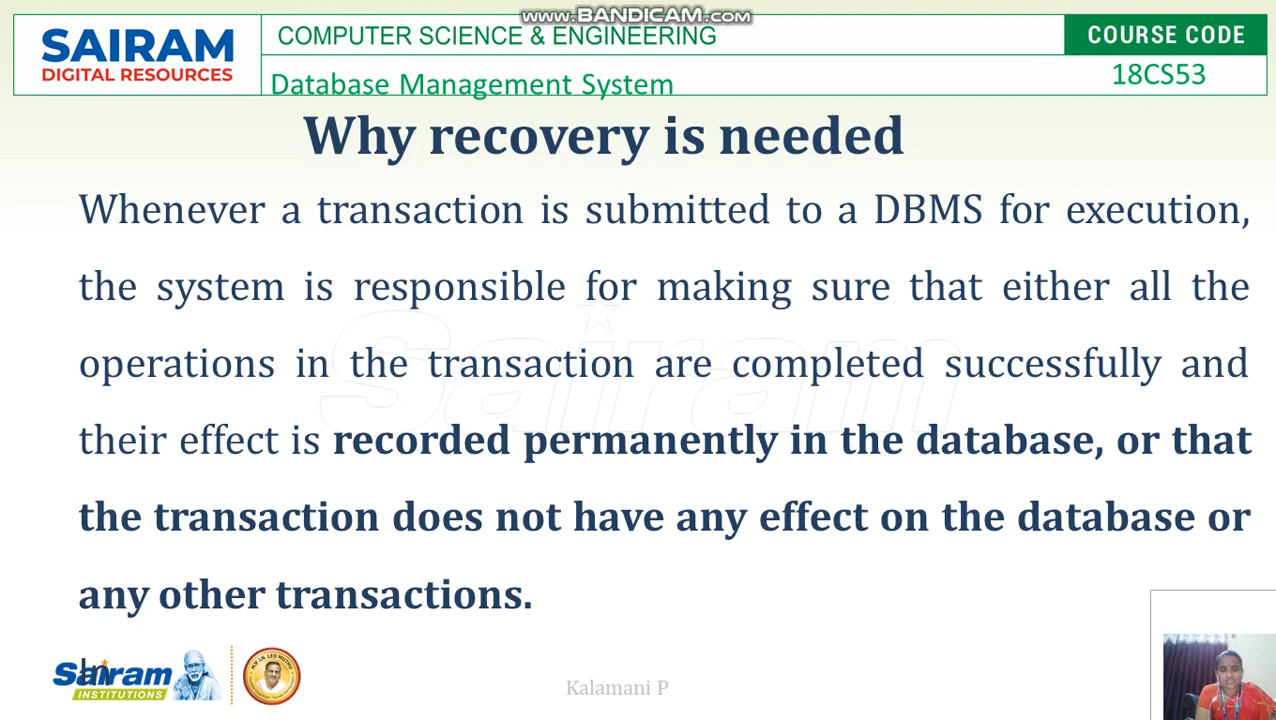 www.BANDICAM.com
SAIRAM
DIGITAL RESOURCES
COMPUTER SCIENCE & ENGINEERING
COURSE CODE
Database Management System
18CS53
Why recovery is needed
Whenever a transaction is submitted to a DBMS for execution,
the system is responsible for making sure that either all the
operations in the transaction are completed successfully and
their effect is recorded permanently in the database, or that
the transaction does not have any effect on the database or
any other transactions.
Sairam
In
Sairam
INSTITUTIONS
Kalamani P